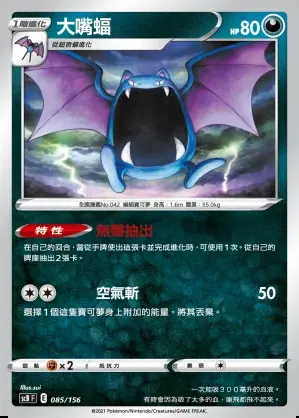 1階進化
大嘴蝠
HP80
從超音蝠進化
全國圖鑑No.042 蝙蝠寶可夢 身高：1.6m 體重：55.0kg
特性 無聲抽出
在自己的回合，當從手牌使出這張卡並完成進化時，可使用1次。從自己的
牌庫抽出2張卡。
空氣斬 50
選擇1個這隻寶可夢身上附加的能量，將其丟棄。
弱點 ×2 抵抗力 撤退
Illus.sui
一次能吸３００毫升的血液。
有時會因為吸了太多的血，連飛都飛不起來。
SC1b F E 085/156
©2021 Pokémon/Nintendo/Creatures/GAME FREAK.